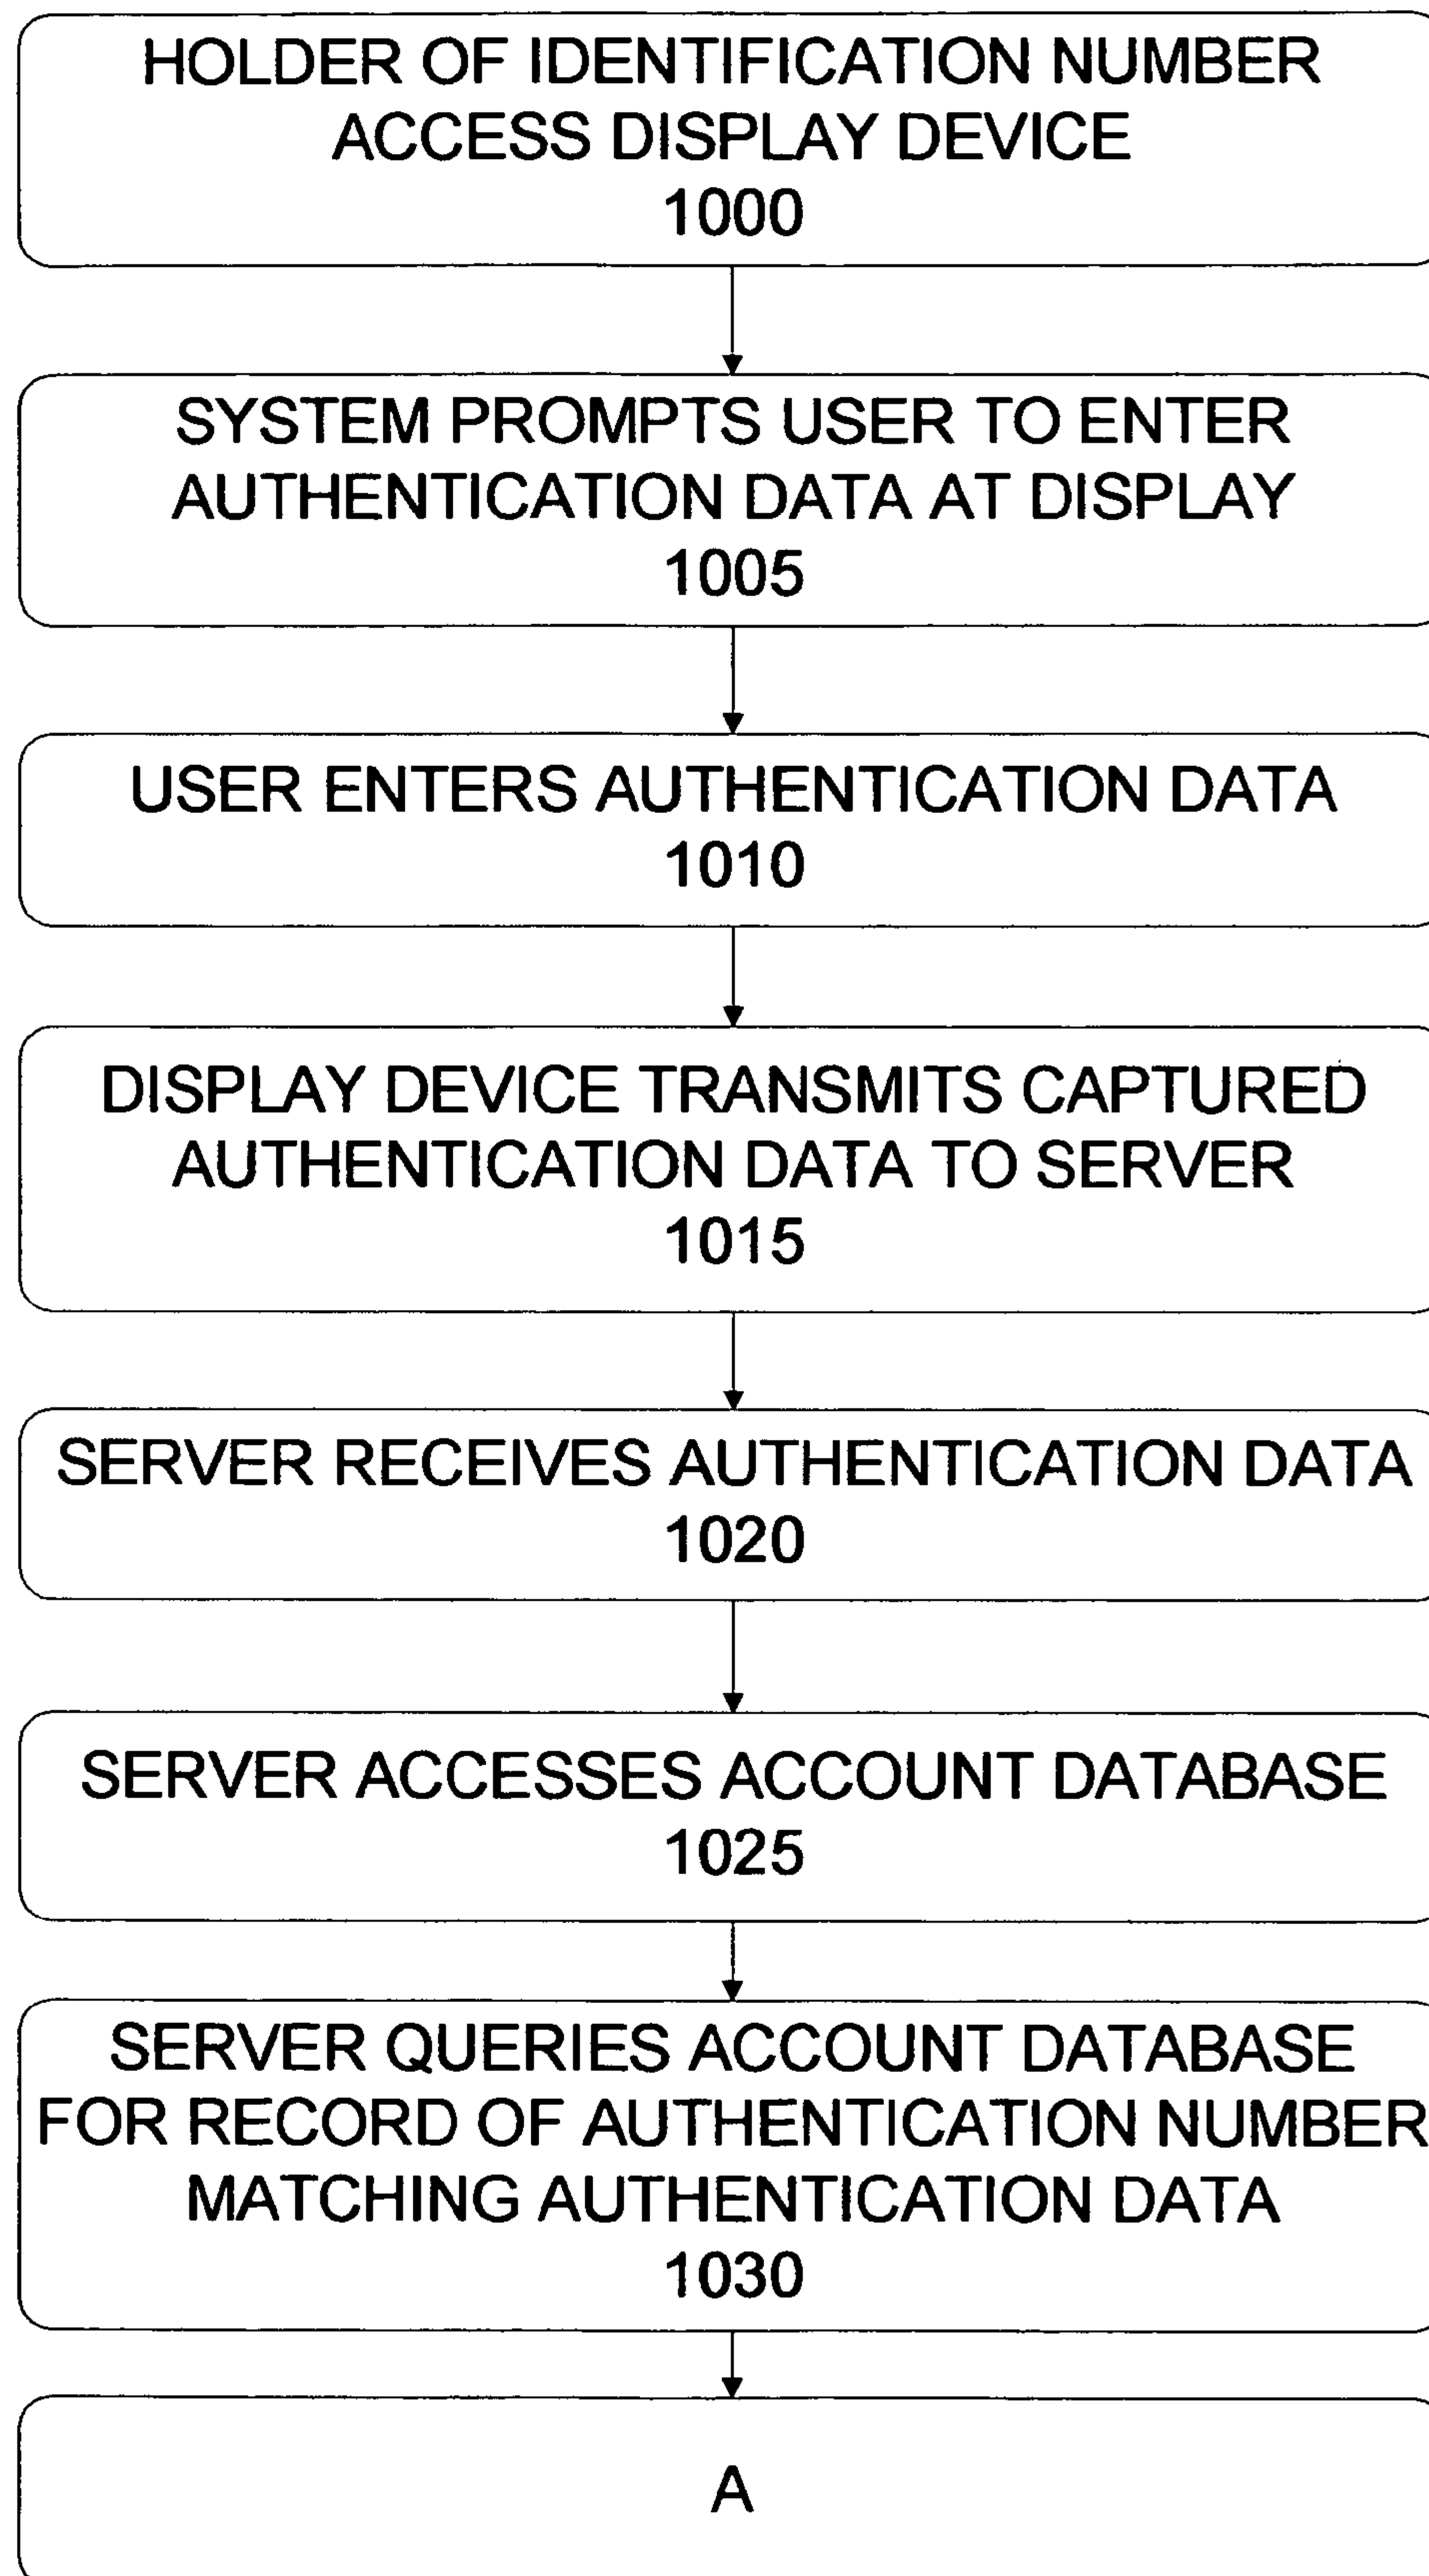 HOLDER OF IDENTIFICATION NUMBER
ACCESS DISPLAY DEVICE
1000
SYSTEM PROMPTS USER TO ENTER
AUTHENTICATION DATA AT DISPLAY
1005
USER ENTERS AUTHENTICATION DATA
1010
DISPLAY DEVICE TRANSMITS CAPTURED
AUTHENTICATION DATA TO SERVER
1015
SERVER RECEIVES AUTHENTICATION DATA
1020
SERVER ACCESSES ACCOUNT DATABASE
1025
SERVER QUERIES ACCOUNT DATABASE
FOR RECORD OF AUTHENTICATION NUMBER
MATCHING AUTHENTICATION DATA
1030
A